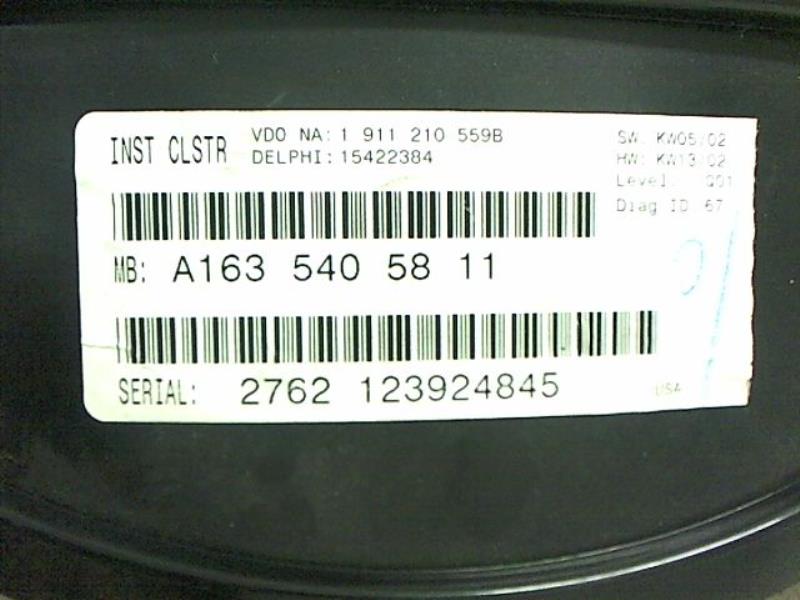 INST CLSTR
VDO NA: 1 911 210 559B
DELPHI: 15422384
SW. KW05/02
HW: KW13/02
Level. Q01
Diag ID 67
MB: A163 540 58 11
SERIAL: 2762 123924845
USA